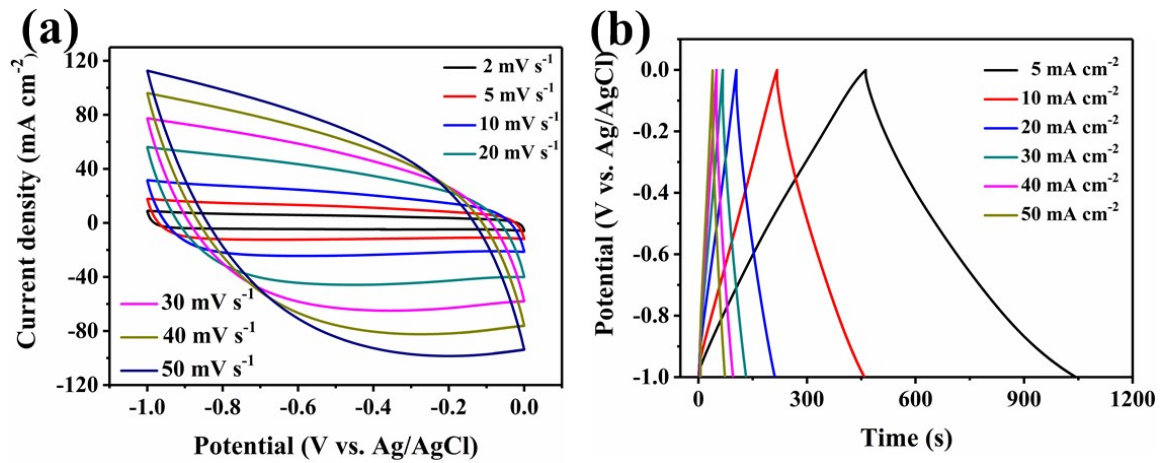 (a)
Current density (mA cm⁻²)
120
80
40
0
-40
-80
-120
2 mV s⁻¹
5 mV s⁻¹
10 mV s⁻¹
20 mV s⁻¹
30 mV s⁻¹
40 mV s⁻¹
50 mV s⁻¹
-1.0 -0.8 -0.6 -0.4 -0.2 0.0
Potential (V vs. Ag/AgCl)
(b)
Potential (V vs. Ag/AgCl)
0.0
-0.2
-0.4
-0.6
-0.8
-1.0
5 mA cm⁻²
10 mA cm⁻²
20 mA cm⁻²
30 mA cm⁻²
40 mA cm⁻²
50 mA cm⁻²
0 300 600 900 1200
Time (s)